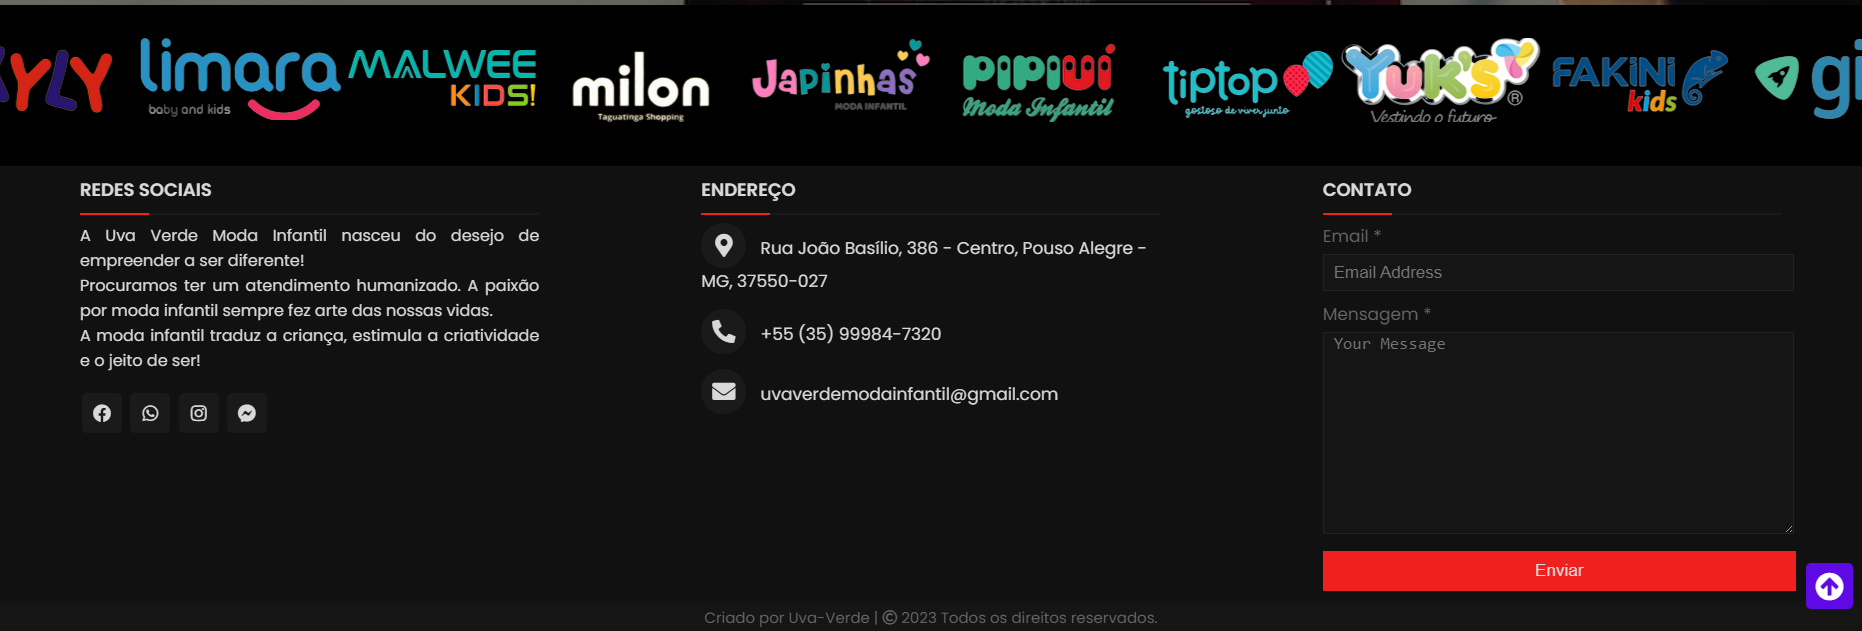 YLY
limara
baby and kids
MALWEE
KIDS!
milon
Taguatinga Shopping
Japinhas
MODA INFANTIL
PIPIUI
Moda Infantil
tiptop
gostoso de viver junto
YUK'S
®
Vestindo o futuro
FAKINI
kids
gi
REDES SOCIAIS
A Uva Verde Moda Infantil nasceu do desejo de
empreender a ser diferente!
Procuramos ter um atendimento humanizado. A paixão
por moda infantil sempre fez arte das nossas vidas.
A moda infantil traduz a criança, estimula a criatividade
e o jeito de ser!
ENDEREÇO
Rua João Basílio, 386 - Centro, Pouso Alegre -
MG, 37550-027
+55 (35) 99984-7320
uvaverdemodainfantil@gmail.com
CONTATO
Email *
Email Address
Mensagem *
Your Message
Enviar
Criado por Uva-Verde | © 2023 Todos os direitos reservados.